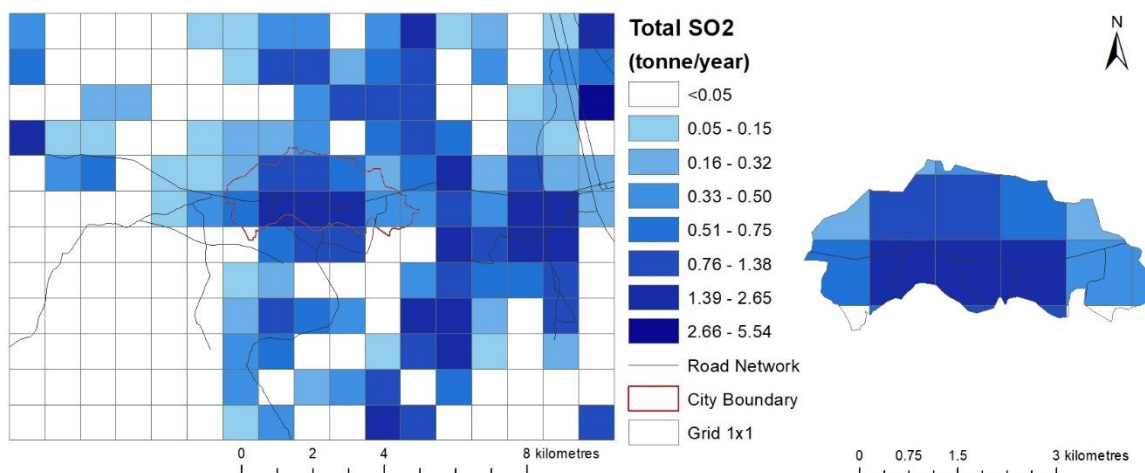 Total SO2
(tonne/year)
<0.05
0.05 - 0.15
0.16 - 0.32
0.33 - 0.50
0.51 - 0.75
0.76 - 1.38
1.39 - 2.65
2.66 - 5.54
Road Network
City Boundary
Grid 1x1
0 2 4 8 kilometres
N
0 0.75 1.5 3 kilometres